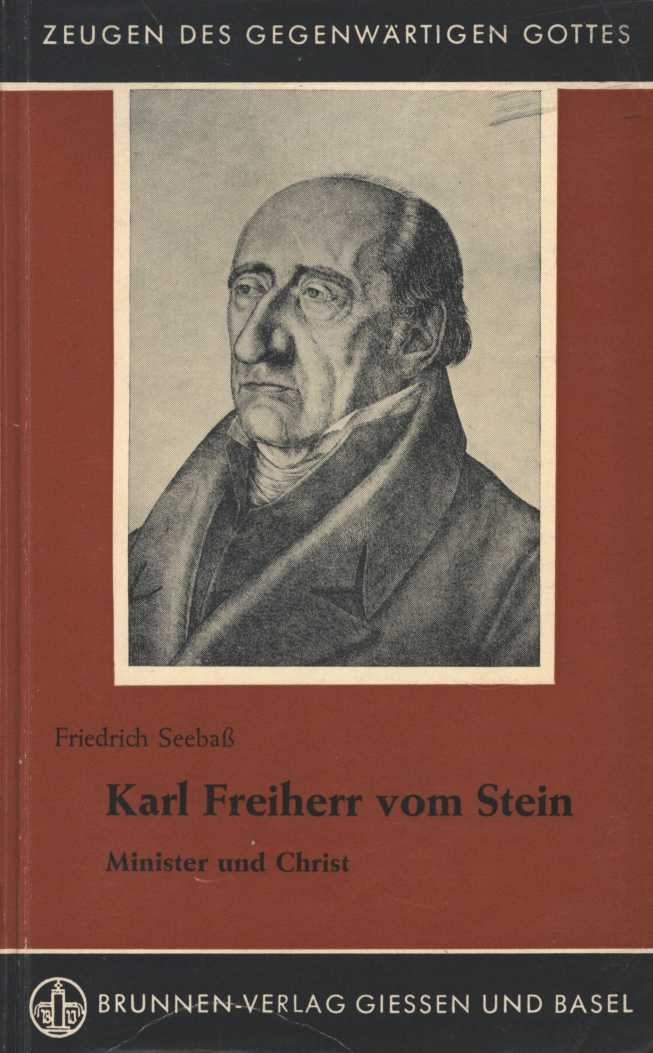 ZEUGEN DES GEGENWÄRTIGEN GOTTES
Friedrich Seebaß
Karl Freiherr vom Stein
Minister und Christ
BRUNNEN-VERLAG GIESSEN UND BASEL